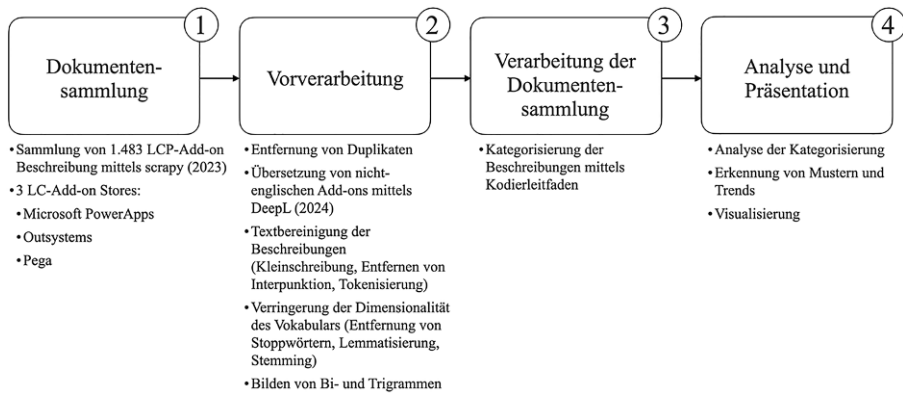 1
Dokumenten-
sammlung
•Sammlung von 1.483 LCP-Add-on
Beschreibung mittels scrapy (2023)
•3 LC-Add-on Stores:
•Microsoft PowerApps
•Outsystems
•Pega
2
Vorverarbeitung
•Entfernung von Duplikaten
•Übersetzung von nicht-
englischen Add-ons mittels
DeepL (2024)
•Textbereinigung der
Beschreibungen
(Kleinschreibung, Entfernen von
Interpunktion, Tokenisierung)
•Verringerung der Dimensionalität
des Vokabulars (Entfernung von
Stoppwörtern, Lemmatisierung,
Stemming)
•Bilden von Bi- und Trigrammen
3
Verarbeitung der
Dokumenten-
sammlung
•Kategorisierung der
Beschreibungen mittels
Kodierleitfaden
4
Analyse und
Präsentation
•Analyse der Kategorisierung
•Erkennung von Mustern und
Trends
•Visualisierung